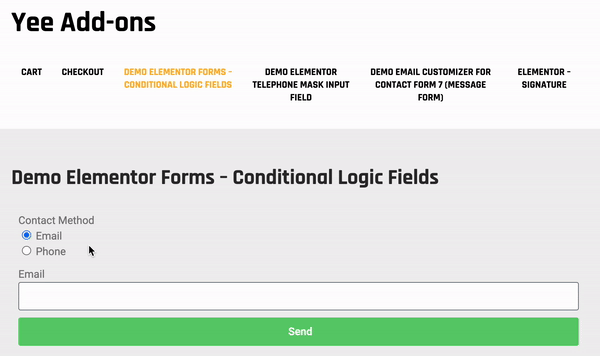 Yee Add-ons
CART
CHECKOUT
DEMO ELEMENTOR FORMS –
CONDITIONAL LOGIC FIELDS
DEMO ELEMENTOR
TELEPHONE MASK INPUT
FIELD
DEMO EMAIL CUSTOMIZER FOR
CONTACT FORM 7 (MESSAGE
FORM)
ELEMENTOR –
SIGNATURE
Demo Elementor Forms – Conditional Logic Fields
Contact Method
Email
Phone
Email
Send